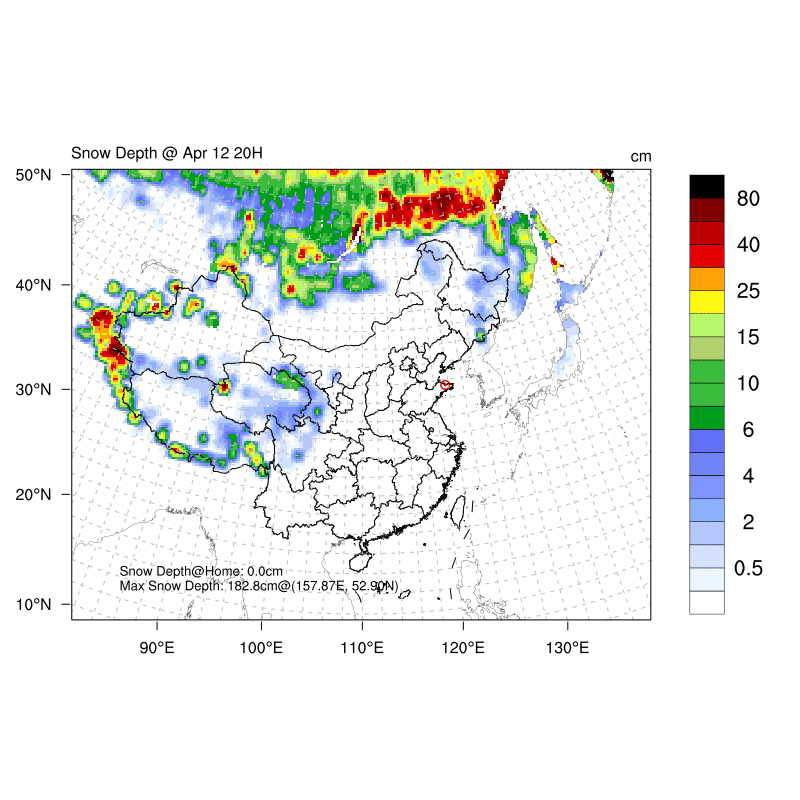 Snow Depth @ Apr 12 20H
cm
50°N
40°N
30°N
20°N
10°N
90°E
100°E
110°E
120°E
130°E
80
40
25
15
10
6
4
2
0.5
Snow Depth@Home: 0.0cm
Max Snow Depth: 182.8cm@(157.87E, 52.90N)